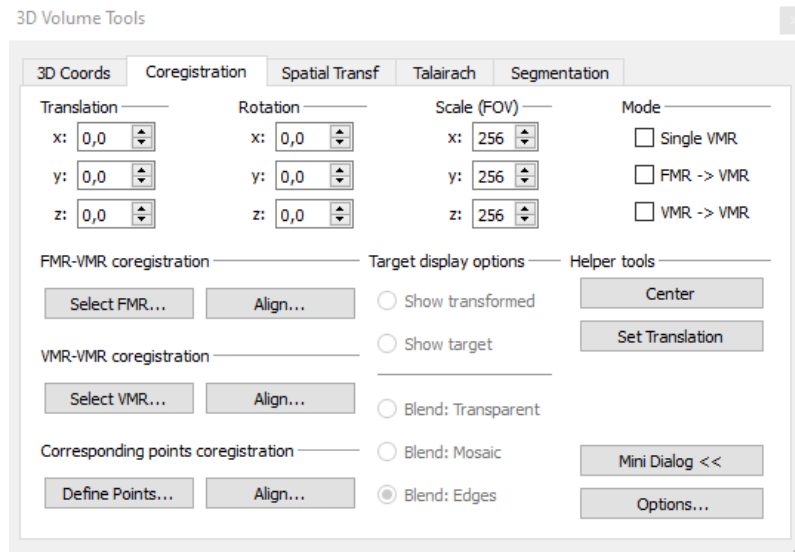 3D Volume Tools
3D Coords Coregistration Spatial Transf Talairach Segmentation
Translation Rotation Scale (FOV) Mode
x: 0,0 x: 0,0 x: 256 Single VMR
y: 0,0 y: 0,0 y: 256 FMR -> VMR
z: 0,0 z: 0,0 z: 256 VMR -> VMR
FMR-VMR coregistration Target display options Helper tools
Select FMR... Align... Show transformed Center
Show target Set Translation
VMR-VMR coregistration
Select VMR... Align... Blend: Transparent
Corresponding points coregistration Blend: Mosaic Mini Dialog <<
Define Points... Align... Blend: Edges Options...